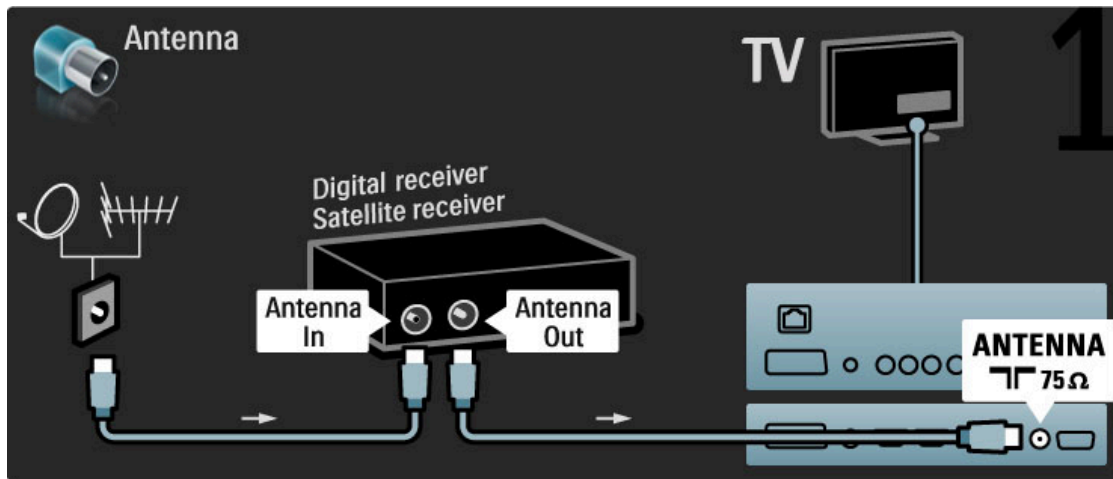 Antenna
TV
1
Digital receiver
Satellite receiver
Antenna
In
Antenna
Out
ANTENNA
75Ω